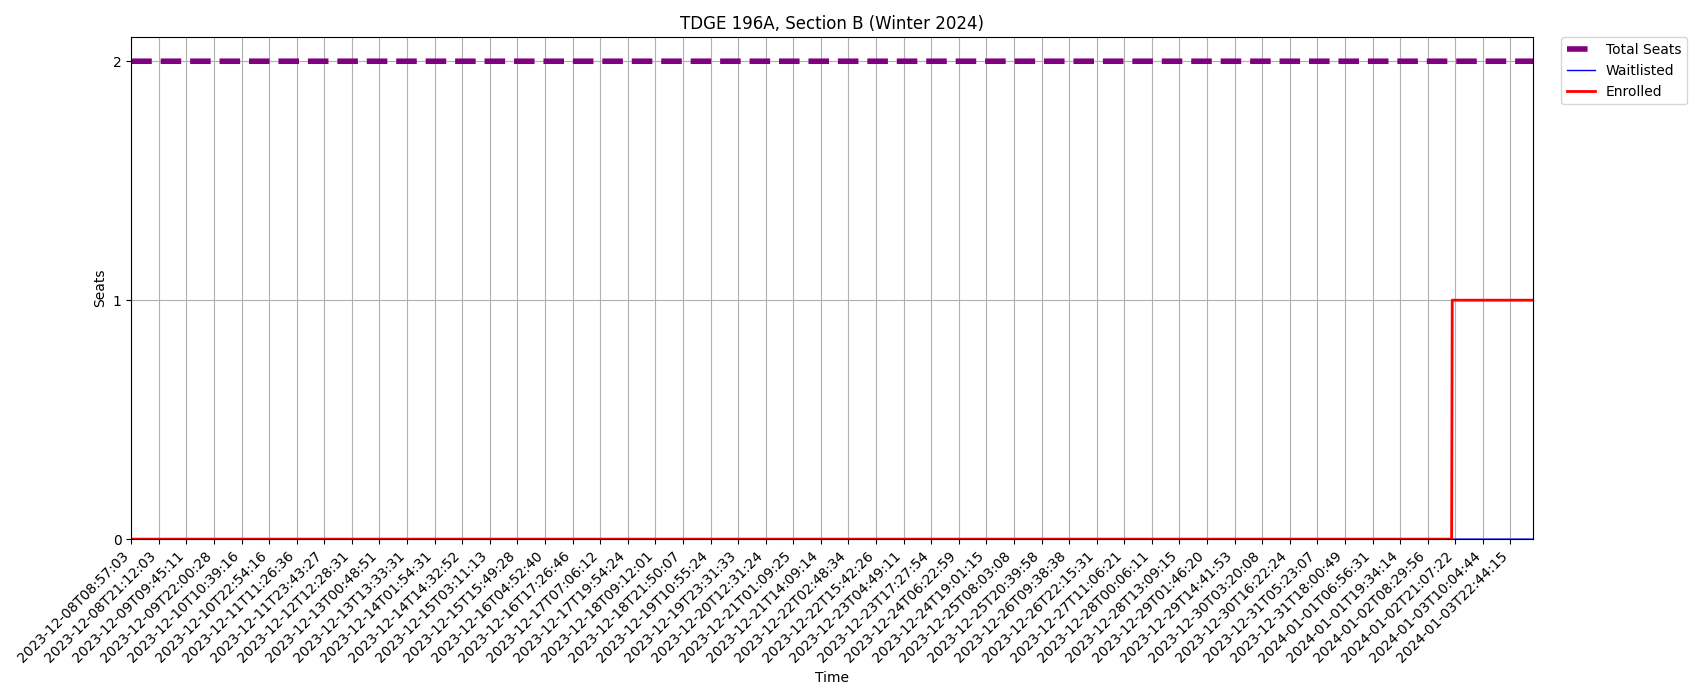 TDGE 196A, Section B (Winter 2024)
Total Seats
Waitlisted
Enrolled
Seats
2
1
0
2023-12-08T08:57:03
2023-12-08T21:12:03
2023-12-09T09:45:11
2023-12-09T22:00:28
2023-12-10T10:39:16
2023-12-10T22:54:16
2023-12-11T11:26:36
2023-12-11T23:43:27
2023-12-12T12:28:31
2023-12-13T00:48:51
2023-12-13T13:33:31
2023-12-14T01:54:31
2023-12-14T14:32:52
2023-12-15T03:11:13
2023-12-15T15:49:28
2023-12-16T04:52:40
2023-12-16T17:26:46
2023-12-17T07:06:12
2023-12-17T19:54:24
2023-12-18T09:12:01
2023-12-18T21:50:07
2023-12-19T10:55:24
2023-12-19T23:31:33
2023-12-20T12:31:24
2023-12-21T01:09:25
2023-12-21T14:09:14
2023-12-22T02:48:34
2023-12-22T15:42:26
2023-12-23T04:49:11
2023-12-23T17:27:54
2023-12-24T06:22:59
2023-12-24T19:01:15
2023-12-25T08:03:08
2023-12-25T20:39:58
2023-12-26T09:38:38
2023-12-26T22:15:31
2023-12-27T11:06:21
2023-12-28T00:06:11
2023-12-28T13:09:15
2023-12-29T01:46:20
2023-12-29T14:41:53
2023-12-30T03:20:08
2023-12-30T16:22:24
2023-12-31T05:23:07
2023-12-31T18:00:49
2024-01-01T06:56:31
2024-01-01T19:34:14
2024-01-02T08:29:56
2024-01-02T21:07:22
2024-01-03T10:04:44
2024-01-03T22:44:15
Time